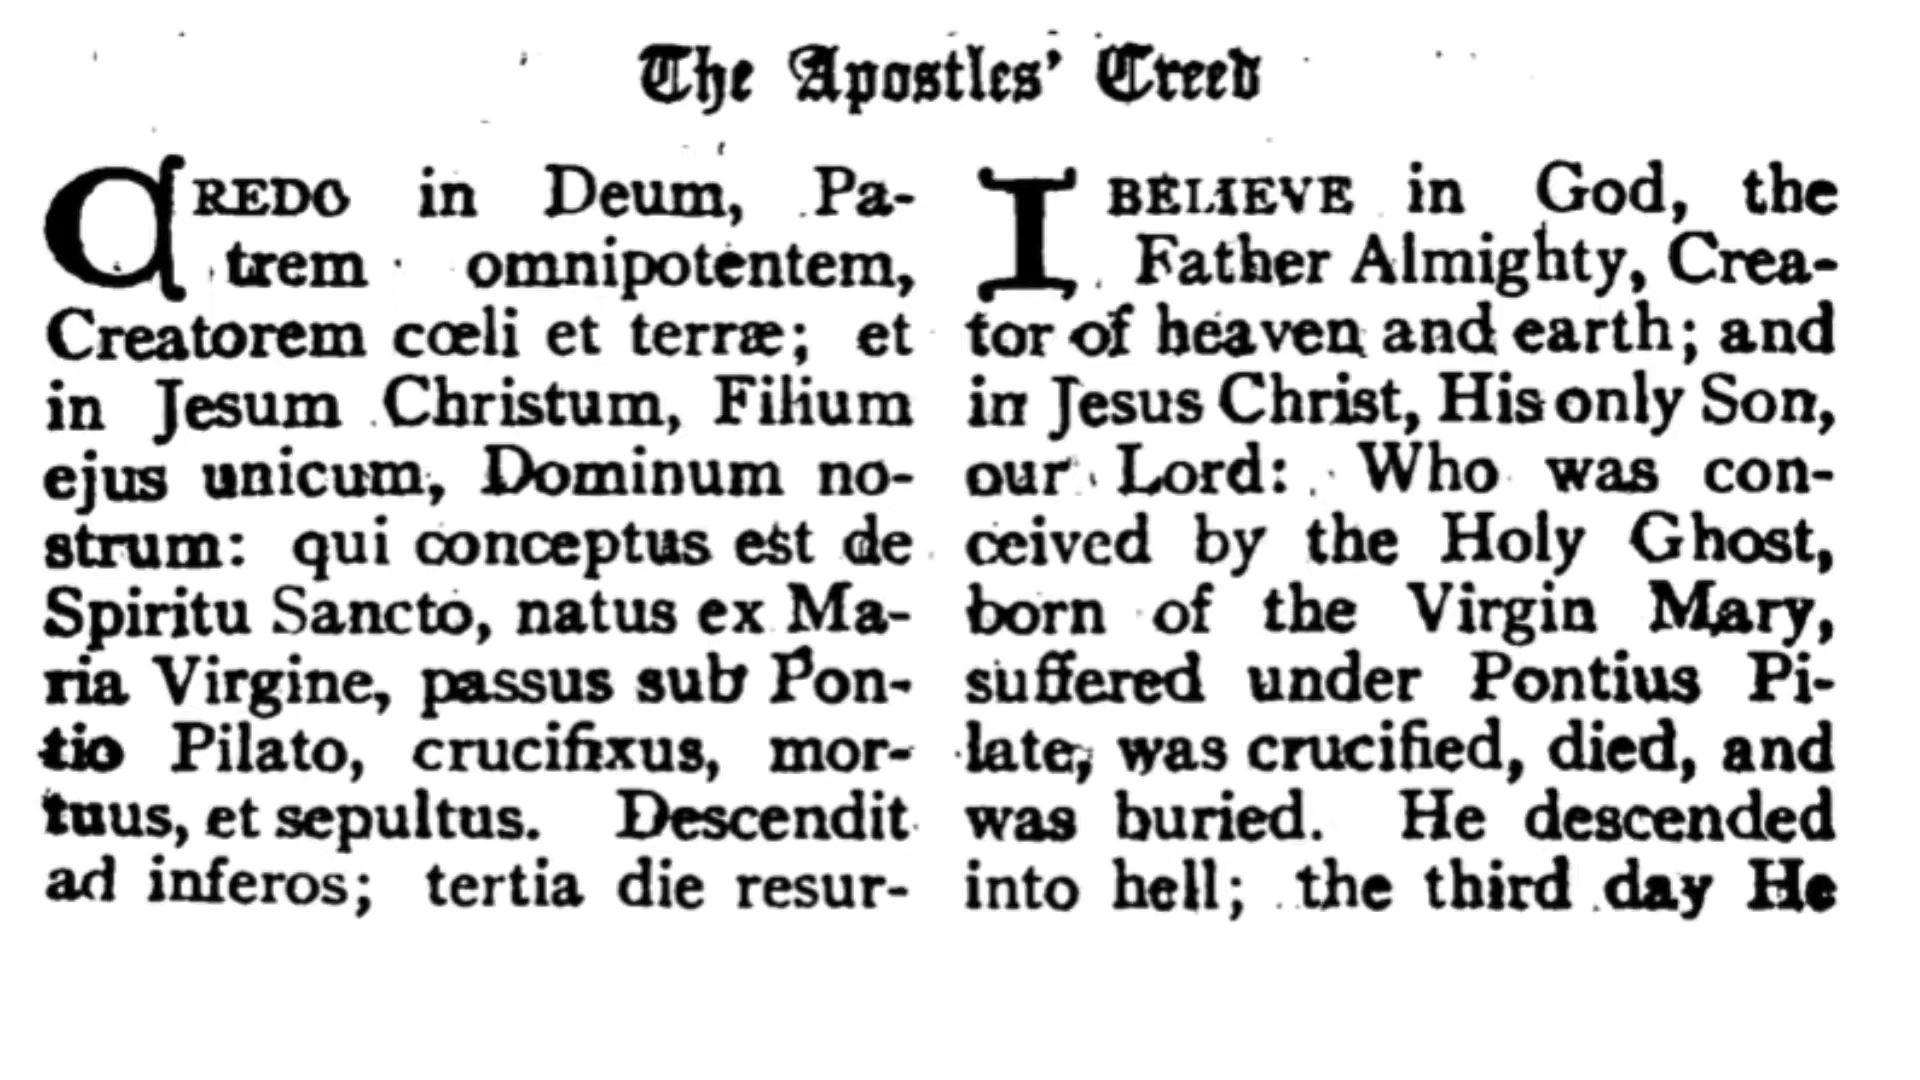 The Apostles' Creed
CREDO in Deum, Pa-
trem omnipotentem,
Creatorem cœli et terræ; et
in Jesum Christum, Filium
ejus unicum, Dominum no-
strum: qui conceptus est de
Spiritu Sancto, natus ex Ma-
ria Virgine, passus sub Pon-
tio Pilato, crucifixus, mor-
tuus, et sepultus. Descendit
ad inferos; tertia die resur-
I BELIEVE in God, the
Father Almighty, Crea-
tor of heaven and earth; and
in Jesus Christ, His only Son,
our Lord: Who was con-
ceived by the Holy Ghost,
born of the Virgin Mary,
suffered under Pontius Pi-
late, was crucified, died, and
was buried. He descended
into hell; the third day He